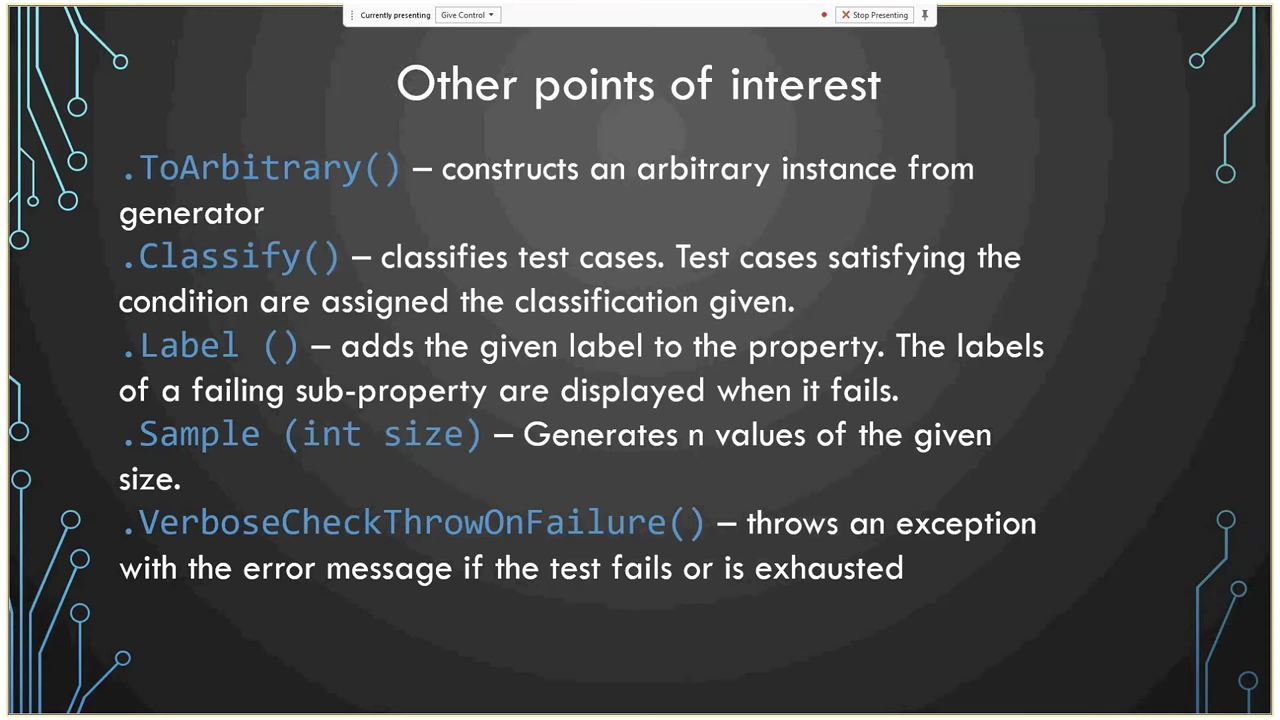 Currently presenting Give Control Stop Presenting
Other points of interest
.ToArbitrary() – constructs an arbitrary instance from
generator
.Classify() – classifies test cases. Test cases satisfying the
condition are assigned the classification given.
.Label () – adds the given label to the property. The labels
of a failing sub-property are displayed when it fails.
.Sample (int size) – Generates n values of the given
size.
.VerboseCheckThrowOnFailure() – throws an exception
with the error message if the test fails or is exhausted